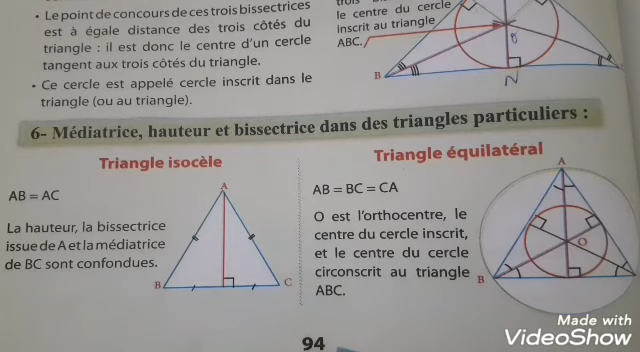 • Le point de concours de ces trois bissectrices
est à égale distance des trois côtés du
triangle : il est donc le centre d'un cercle
tangent aux trois côtés du triangle.
• Ce cercle est appelé cercle inscrit dans le
triangle (ou au triangle).
le centre du cercle
inscrit au triangle
ABC.
B
N
6- Médiatrice, hauteur et bissectrice dans des triangles particuliers :
Triangle isocèle
AB = AC
La hauteur, la bissectrice
issue de A et la médiatrice
de BC sont confondues.
A
B
C
Triangle équilatéral
AB = BC = CA
O est l'orthocentre, le
centre du cercle inscrit,
et le centre du cercle
circonscrit au triangle
ABC.
A
O
B
94
Made with
VideoShow